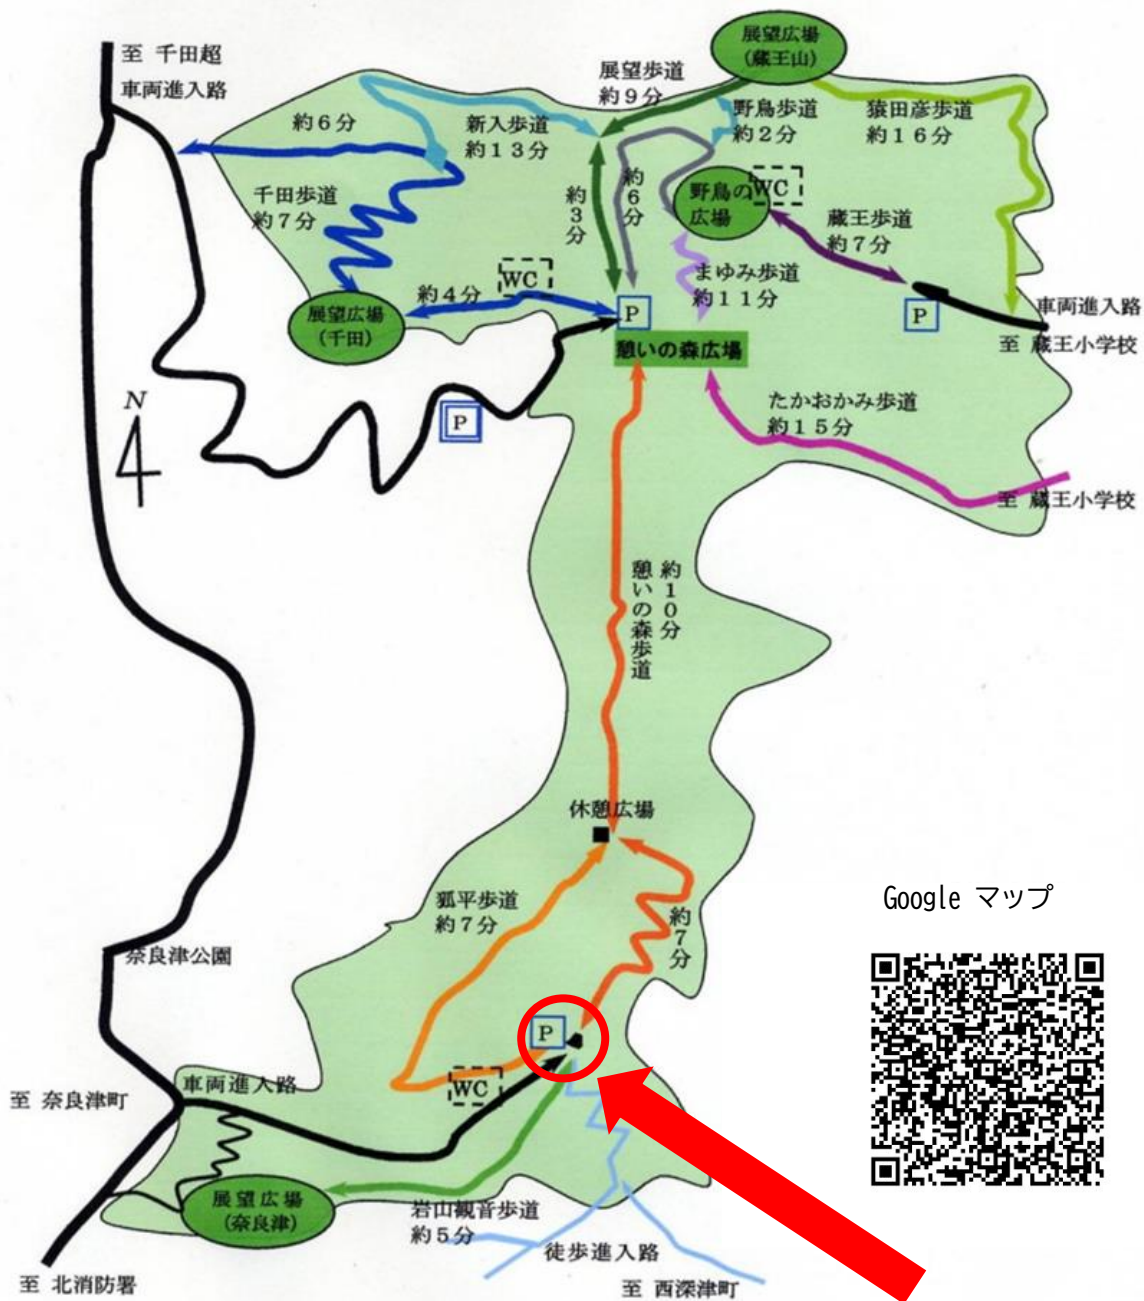 至 千田超
車両進入路
展望広場
(蔵王山)
展望歩道
約9分
野鳥歩道
約2分
猿田彦歩道
約16分
約6分
新入歩道
約13分
千田歩道
約7分
約3分
約6分
野鳥の
広場
WC
蔵王歩道
約7分
まゆみ歩道
約11分
WC
約4分
展望広場
(千田)
P
P
車両進入路
至 蔵王小学校
憩いの森広場
N
P
たかおかみ歩道
約15分
至 蔵王小学校
約10分
憩いの森歩道
休憩広場
狐平歩道
約7分
約7分
Google マップ
奈良津公園
P
WC
車両進入路
至 奈良津町
展望広場
(奈良津)
岩山観音歩道
約5分
徒歩進入路
至 北消防署
至 西深津町